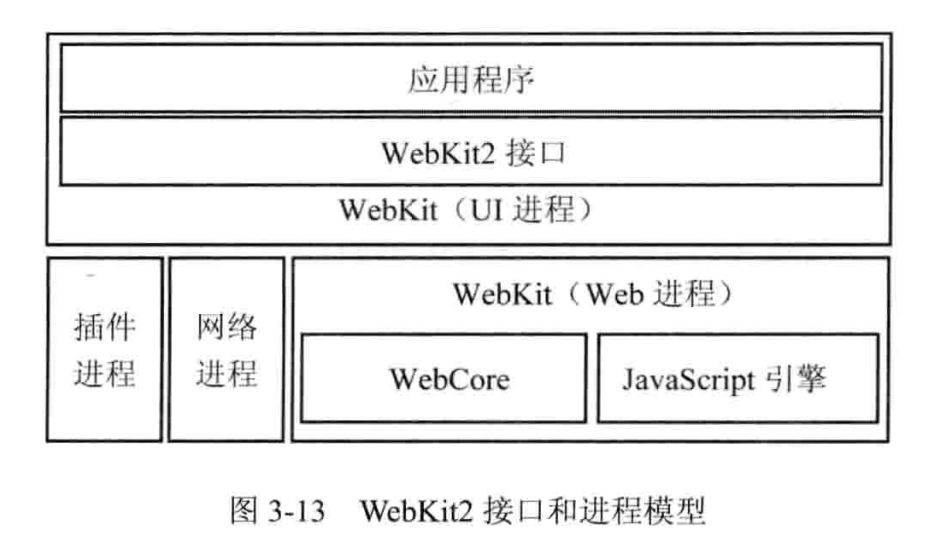 应用程序
WebKit2 接口
WebKit（UI 进程）
插件
进程
网络
进程
WebKit（Web 进程）
WebCore
JavaScript 引擎
图 3-13 WebKit2 接口和进程模型